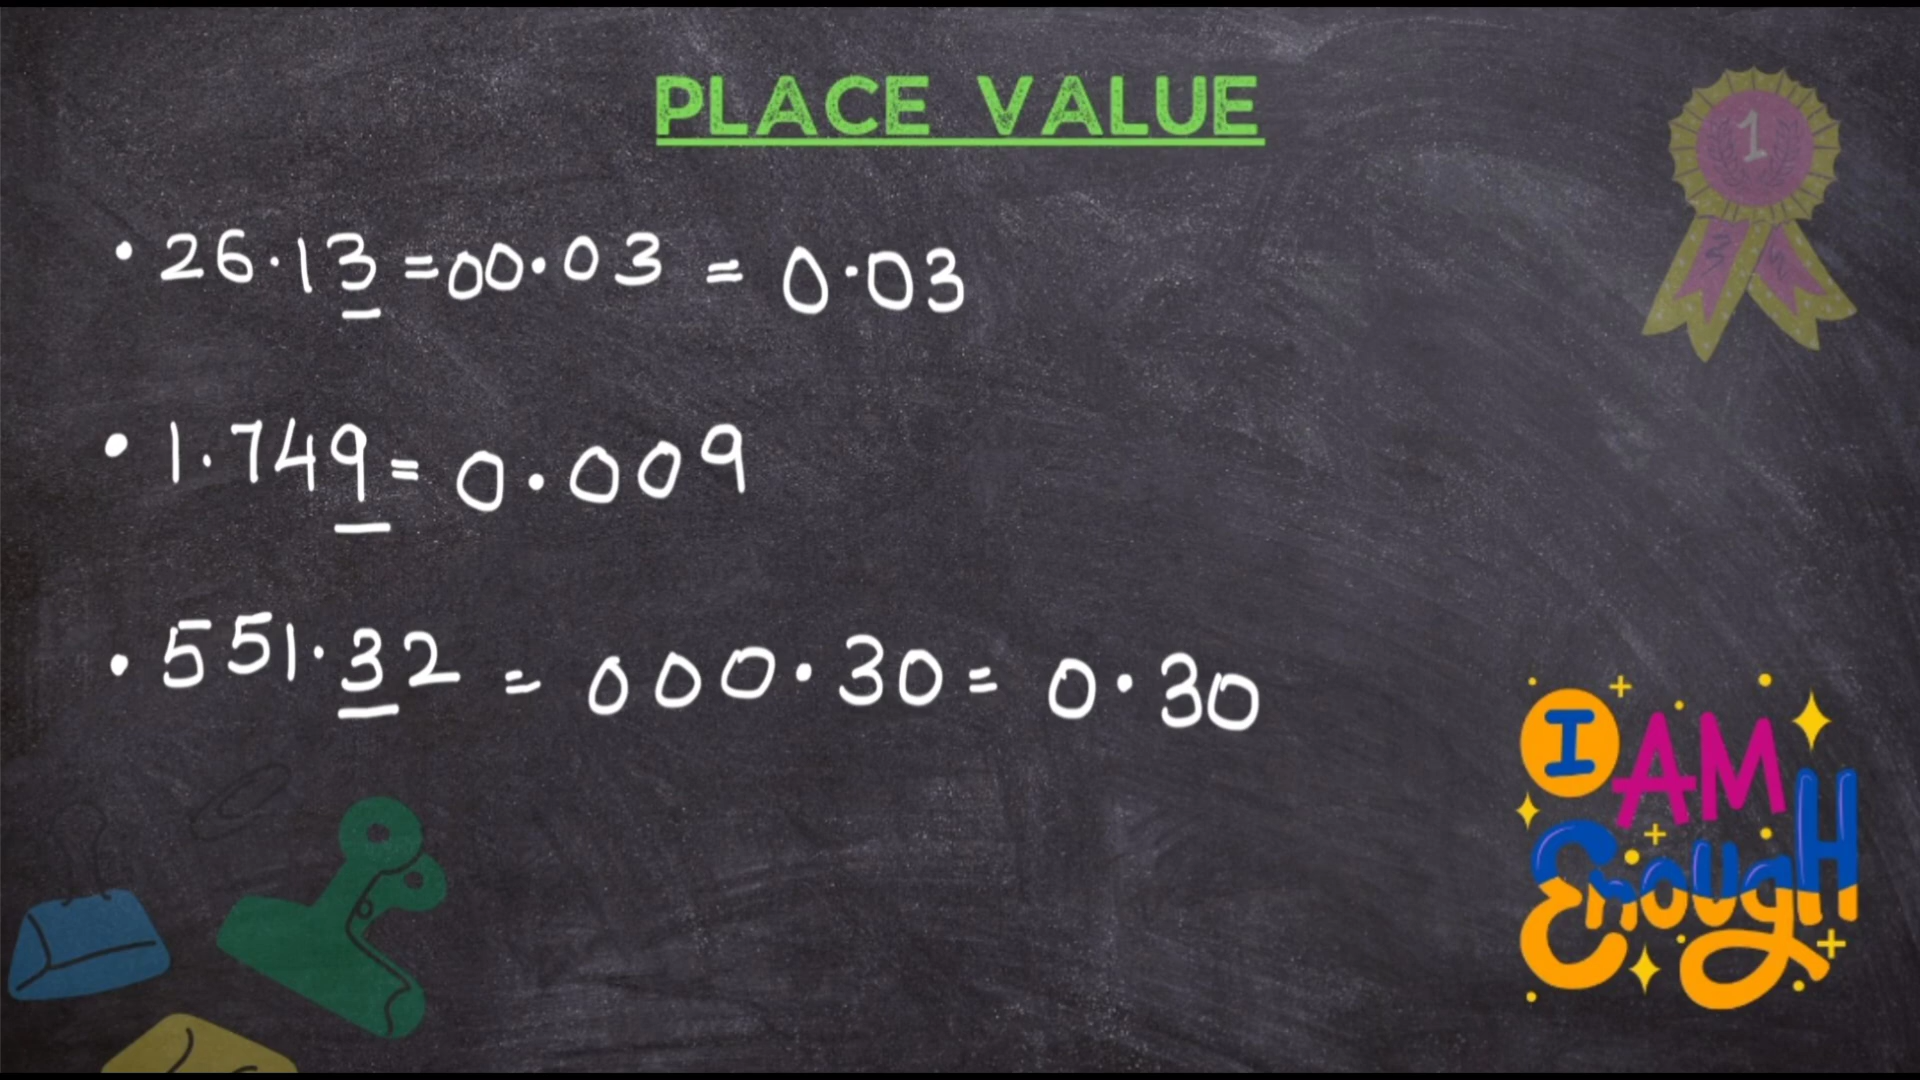 PLACE VALUE
1
• 26.13 = 00.03 = 0.03
• 1.749 = 0.009
• 551.32 = 000.30 = 0.30
I AM
Enough